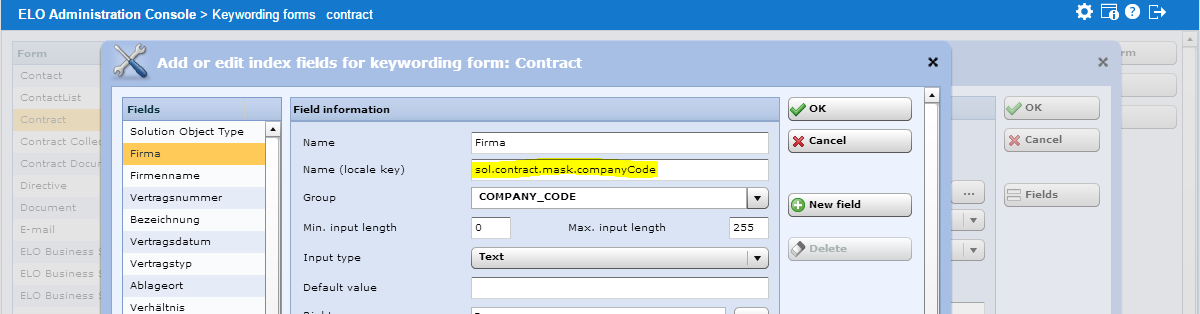 ELO Administration Console > Keywording forms contract
Form
Contact
ContactList
Contract
Contract Collec
Contract Docum
Directive
Document
E-mail
ELO Business S
ELO Business S
ELO Business S
Add or edit index fields for keywording form: Contract
Fields
Solution Object Type
Firma
Firmenname
Vertragsnummer
Bezeichnung
Vertragsdatum
Vertragstyp
Ablageort
Verhältnis
Field information
Name Firma
Name (locale key) sol.contract.mask.companyCode
Group COMPANY_CODE
Min. input length 0 Max. input length 255
Input type Text
Default value
OK
Cancel
New field
Delete
...
OK
Cancel
Fields
rm